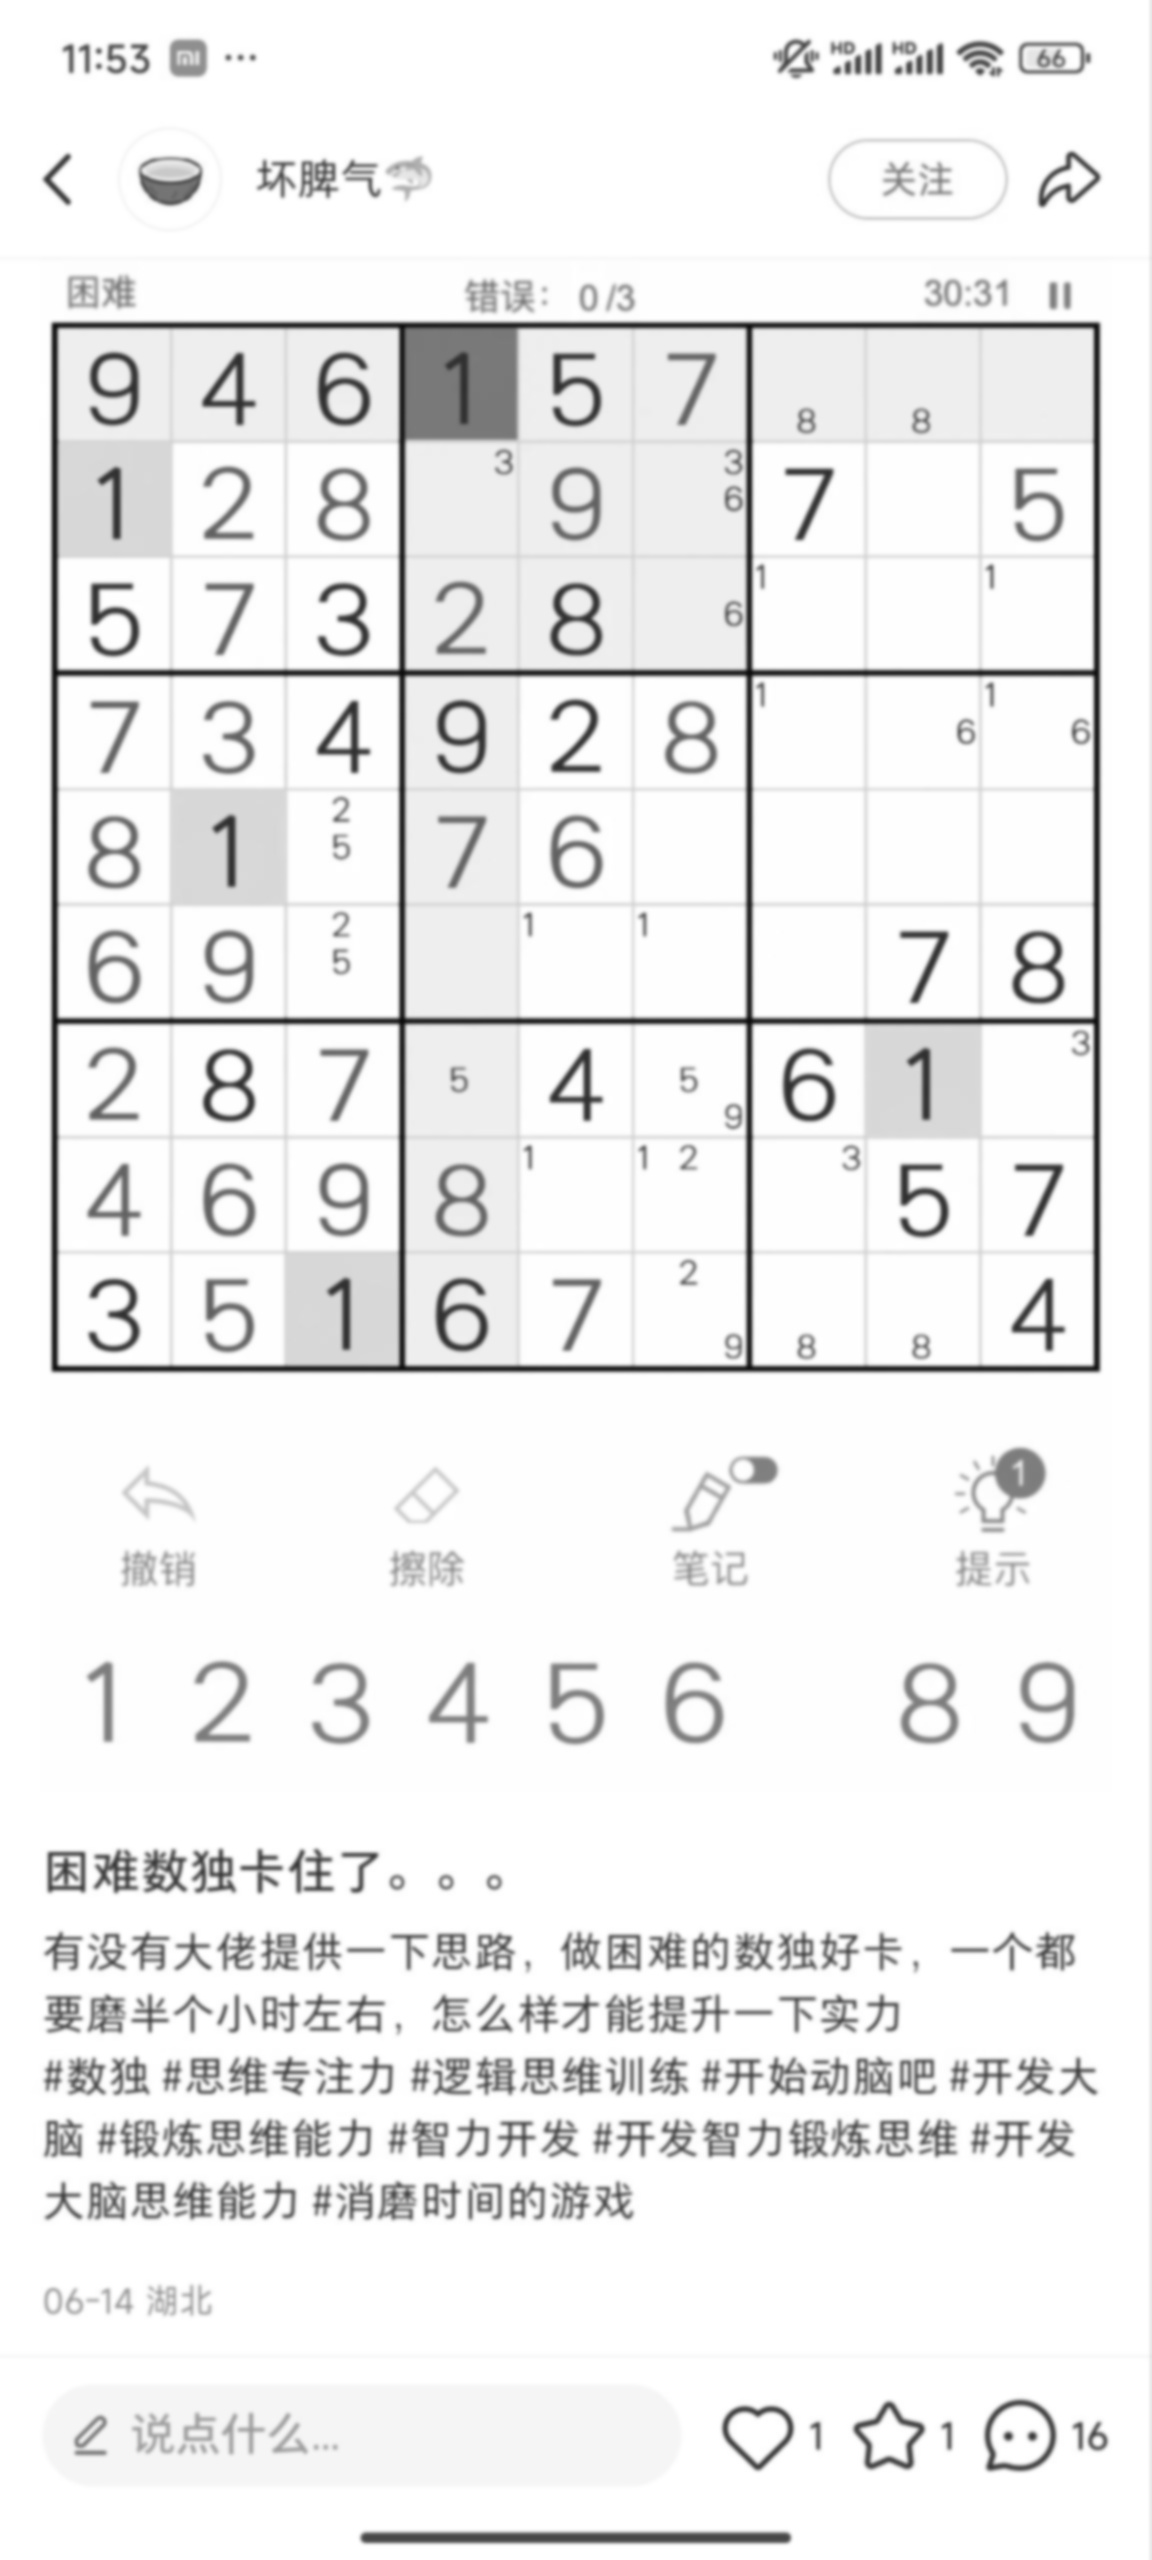 11:53 ··· HD HD 66
坏脾气 关注
困难 错误： 0 /3 30:31
9 4 6 1 5 7 8 8
1 2 8 3 9 3 6 7 5
5 7 3 2 8 6 1 1
7 3 4 9 2 8 1 6 1 6
8 1 2 5 7 6
6 9 2 5 1 1 7 8
2 8 7 5 4 5 9 6 1 3
4 6 9 8 1 1 2 3 5 7
3 5 1 6 7 2 9 8 8 4
1
撤销 擦除 笔记 提示
1 2 3 4 5 6 8 9
困难数独卡住了。。。
有没有大佬提供一下思路，做困难的数独好卡，一个都
要磨半个小时左右，怎么样才能提升一下实力
#数独 #思维专注力 #逻辑思维训练 #开始动脑吧 #开发大
脑 #锻炼思维能力 #智力开发 #开发智力锻炼思维 #开发
大脑思维能力 #消磨时间的游戏
06-14 湖北
说点什么... 1 1 16